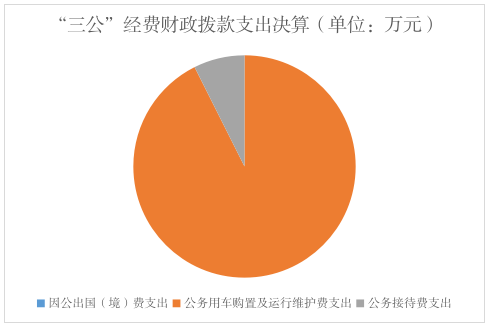 “三公”经费财政拨款支出决算（单位：万元）
因公出国（境）费支出 公务用车购置及运行维护费支出 公务接待费支出